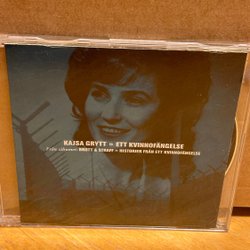 KAJSA GRYTT – ETT KVINNOFÄNGELSE
Från albumet BROTT & STRAFF – HISTORIER FRÅN ETT KVINNOFÄNGELSE